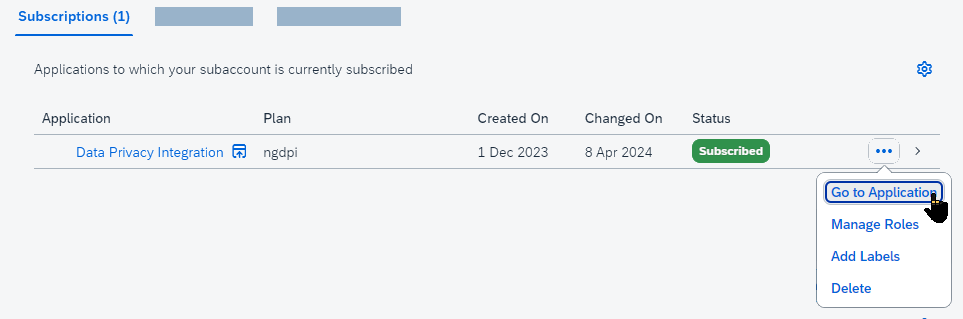 Subscriptions (1)
Applications to which your subaccount is currently subscribed
Application Plan Created On Changed On Status
Data Privacy Integration ngdpi 1 Dec 2023 8 Apr 2024 Subscribed
Go to Application
Manage Roles
Add Labels
Delete